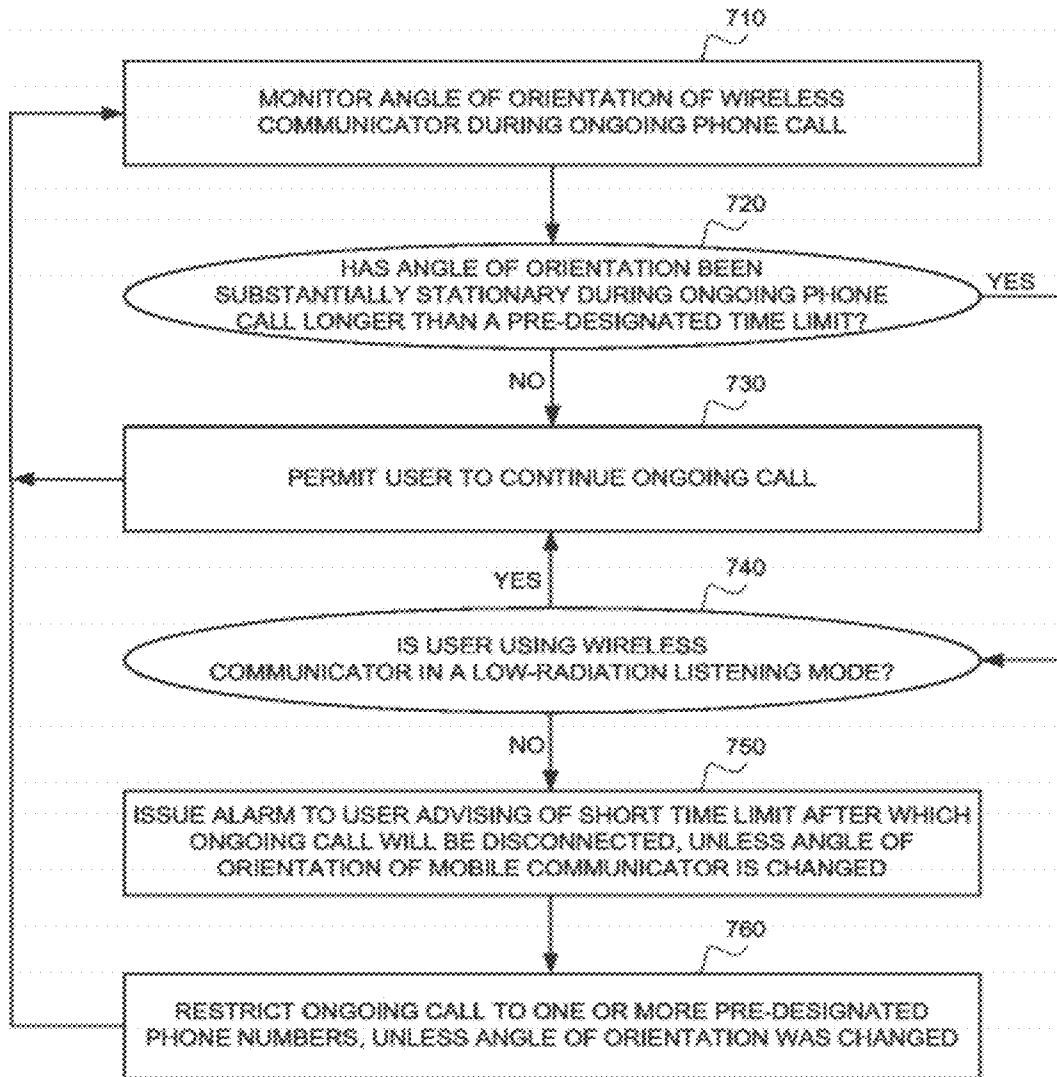 710
MONITOR ANGLE OF ORIENTATION OF WIRELESS
COMMUNICATOR DURING ONGOING PHONE CALL
720
HAS ANGLE OF ORIENTATION BEEN
SUBSTANTIALLY STATIONARY DURING ONGOING PHONE
CALL LONGER THAN A PRE-DESIGNATED TIME LIMIT?
YES
NO
730
PERMIT USER TO CONTINUE ONGOING CALL
YES
740
IS USER USING WIRELESS
COMMUNICATOR IN A LOW-RADIATION LISTENING MODE?
NO
750
ISSUE ALARM TO USER ADVISING OF SHORT TIME LIMIT AFTER WHICH
ONGOING CALL WILL BE DISCONNECTED, UNLESS ANGLE OF
ORIENTATION OF MOBILE COMMUNICATOR IS CHANGED
760
RESTRICT ONGOING CALL TO ONE OR MORE PRE-DESIGNATED
PHONE NUMBERS, UNLESS ANGLE OF ORIENTATION WAS CHANGED